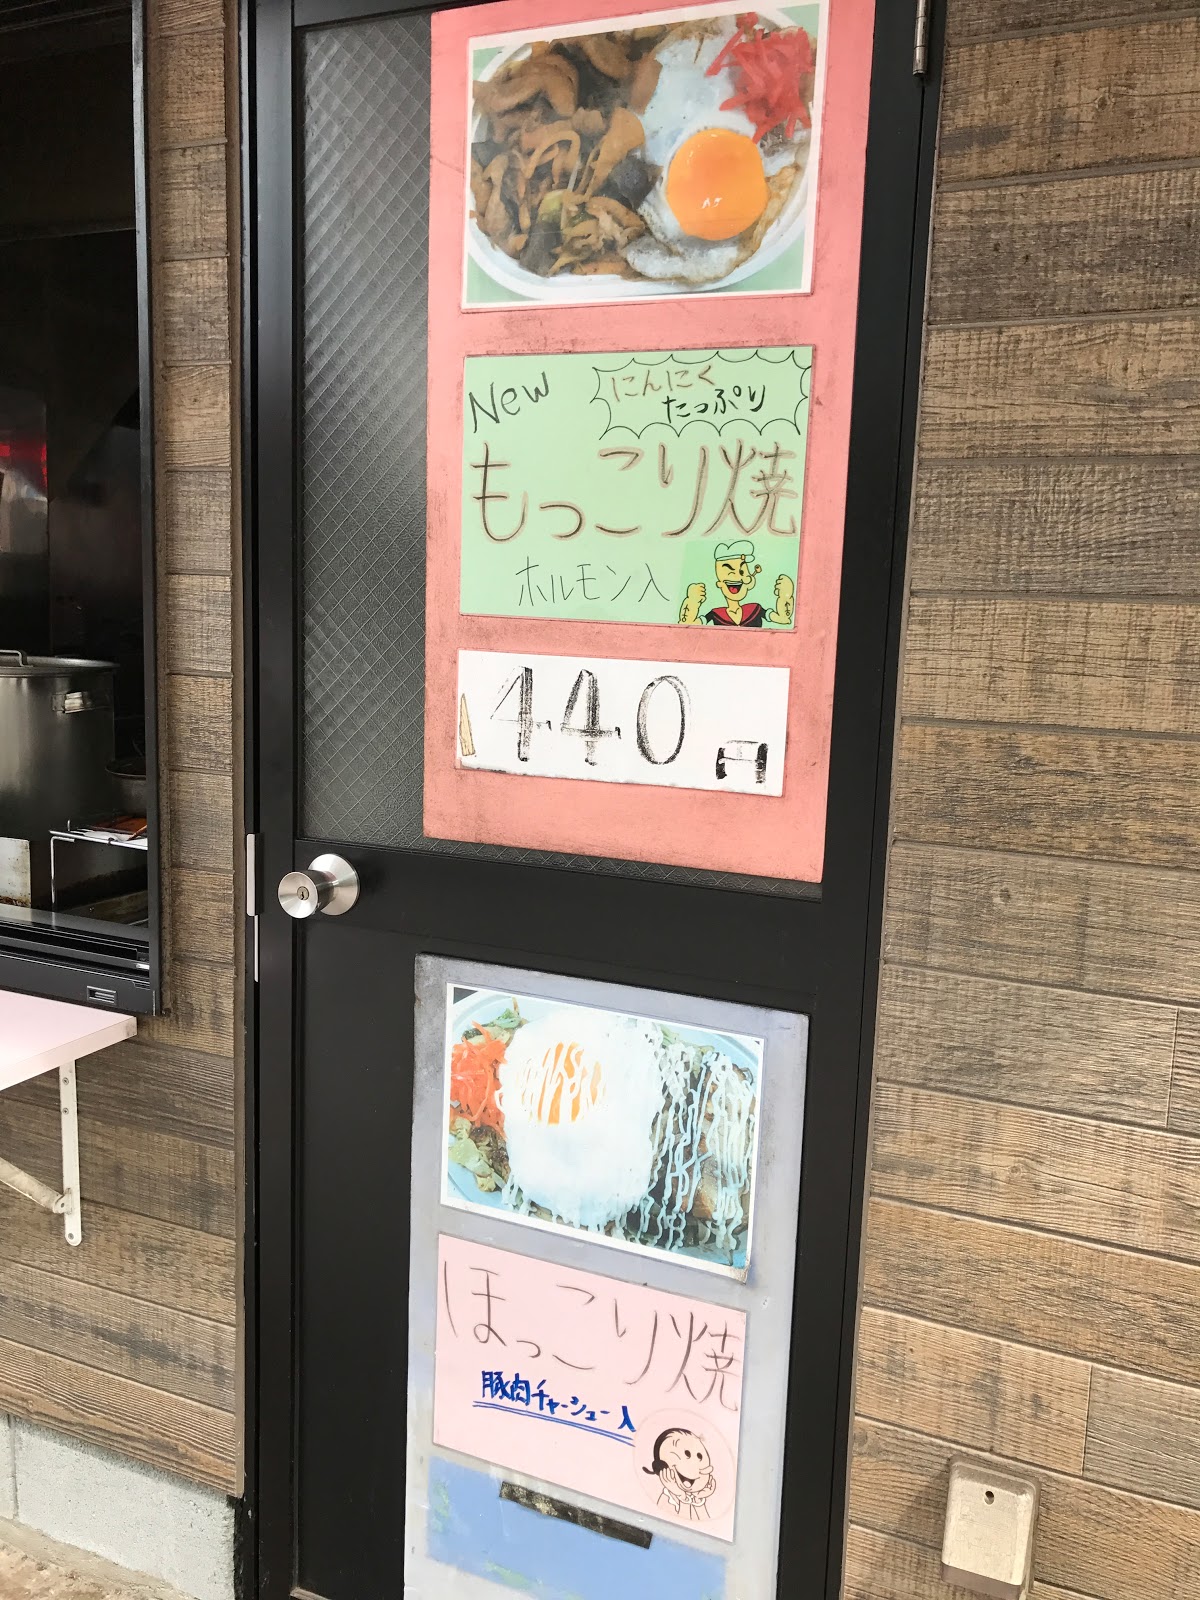 New
にんにく
たっぷり
もっこり焼
ホルモン入
440円
ほっこり焼
豚肉チャーシュー入